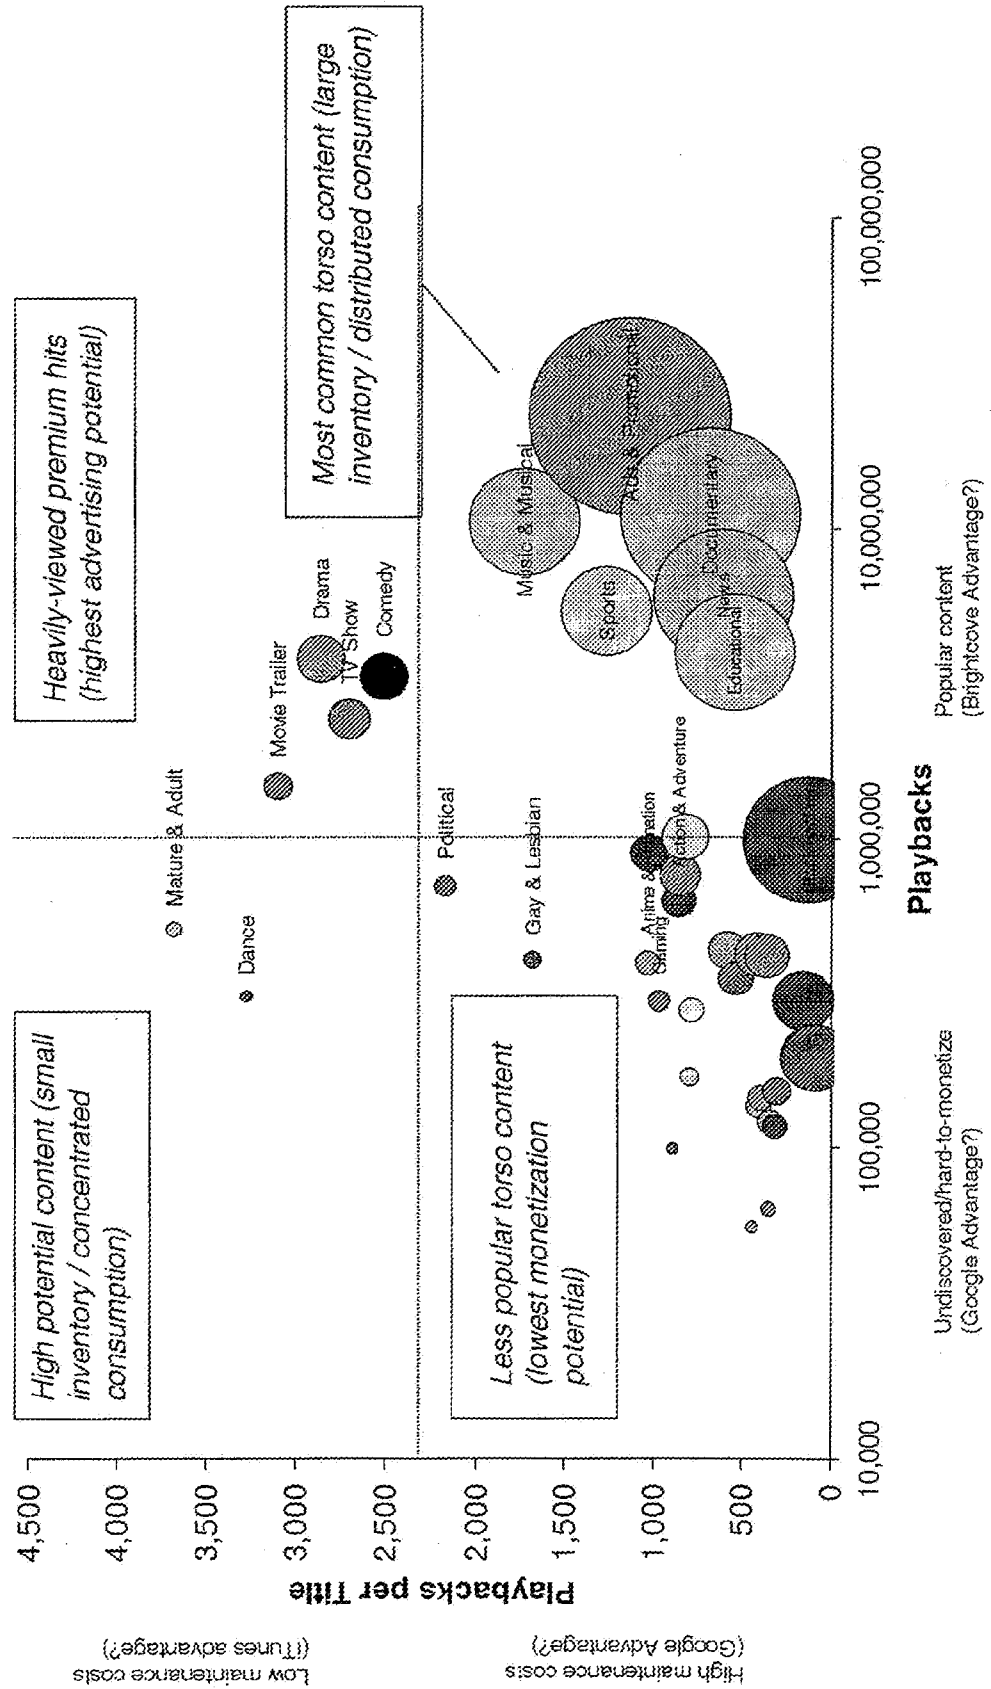 Heavily-viewed premium hits
(highest advertising potential)
High potential content (small
inventory / concentrated
consumption)
Most common torso content (large
inventory / distributed consumption)
Less popular torso content
(lowest monetization
potential)
Mature & Adult
Dance
Movie Trailer
Drama
TV Show
Comedy
Political
Gay & Lesbian
Music & Musical
Sports
Ads & Promotional
Documentary
News
Educational
Action & Adventure
Anime &
Gaming
4,500
4,000
3,500
3,000
2,500
2,000
1,500
1,000
500
0
Playbacks per Title
Low maintenance costs
(iTunes advantage?)
High maintenance costs
(Google Advantage?)
10,000
100,000
1,000,000
10,000,000
100,000,000
Playbacks
Undiscovered/hard-to-monetize
(Google Advantage?)
Popular content
(Brightcove Advantage?)